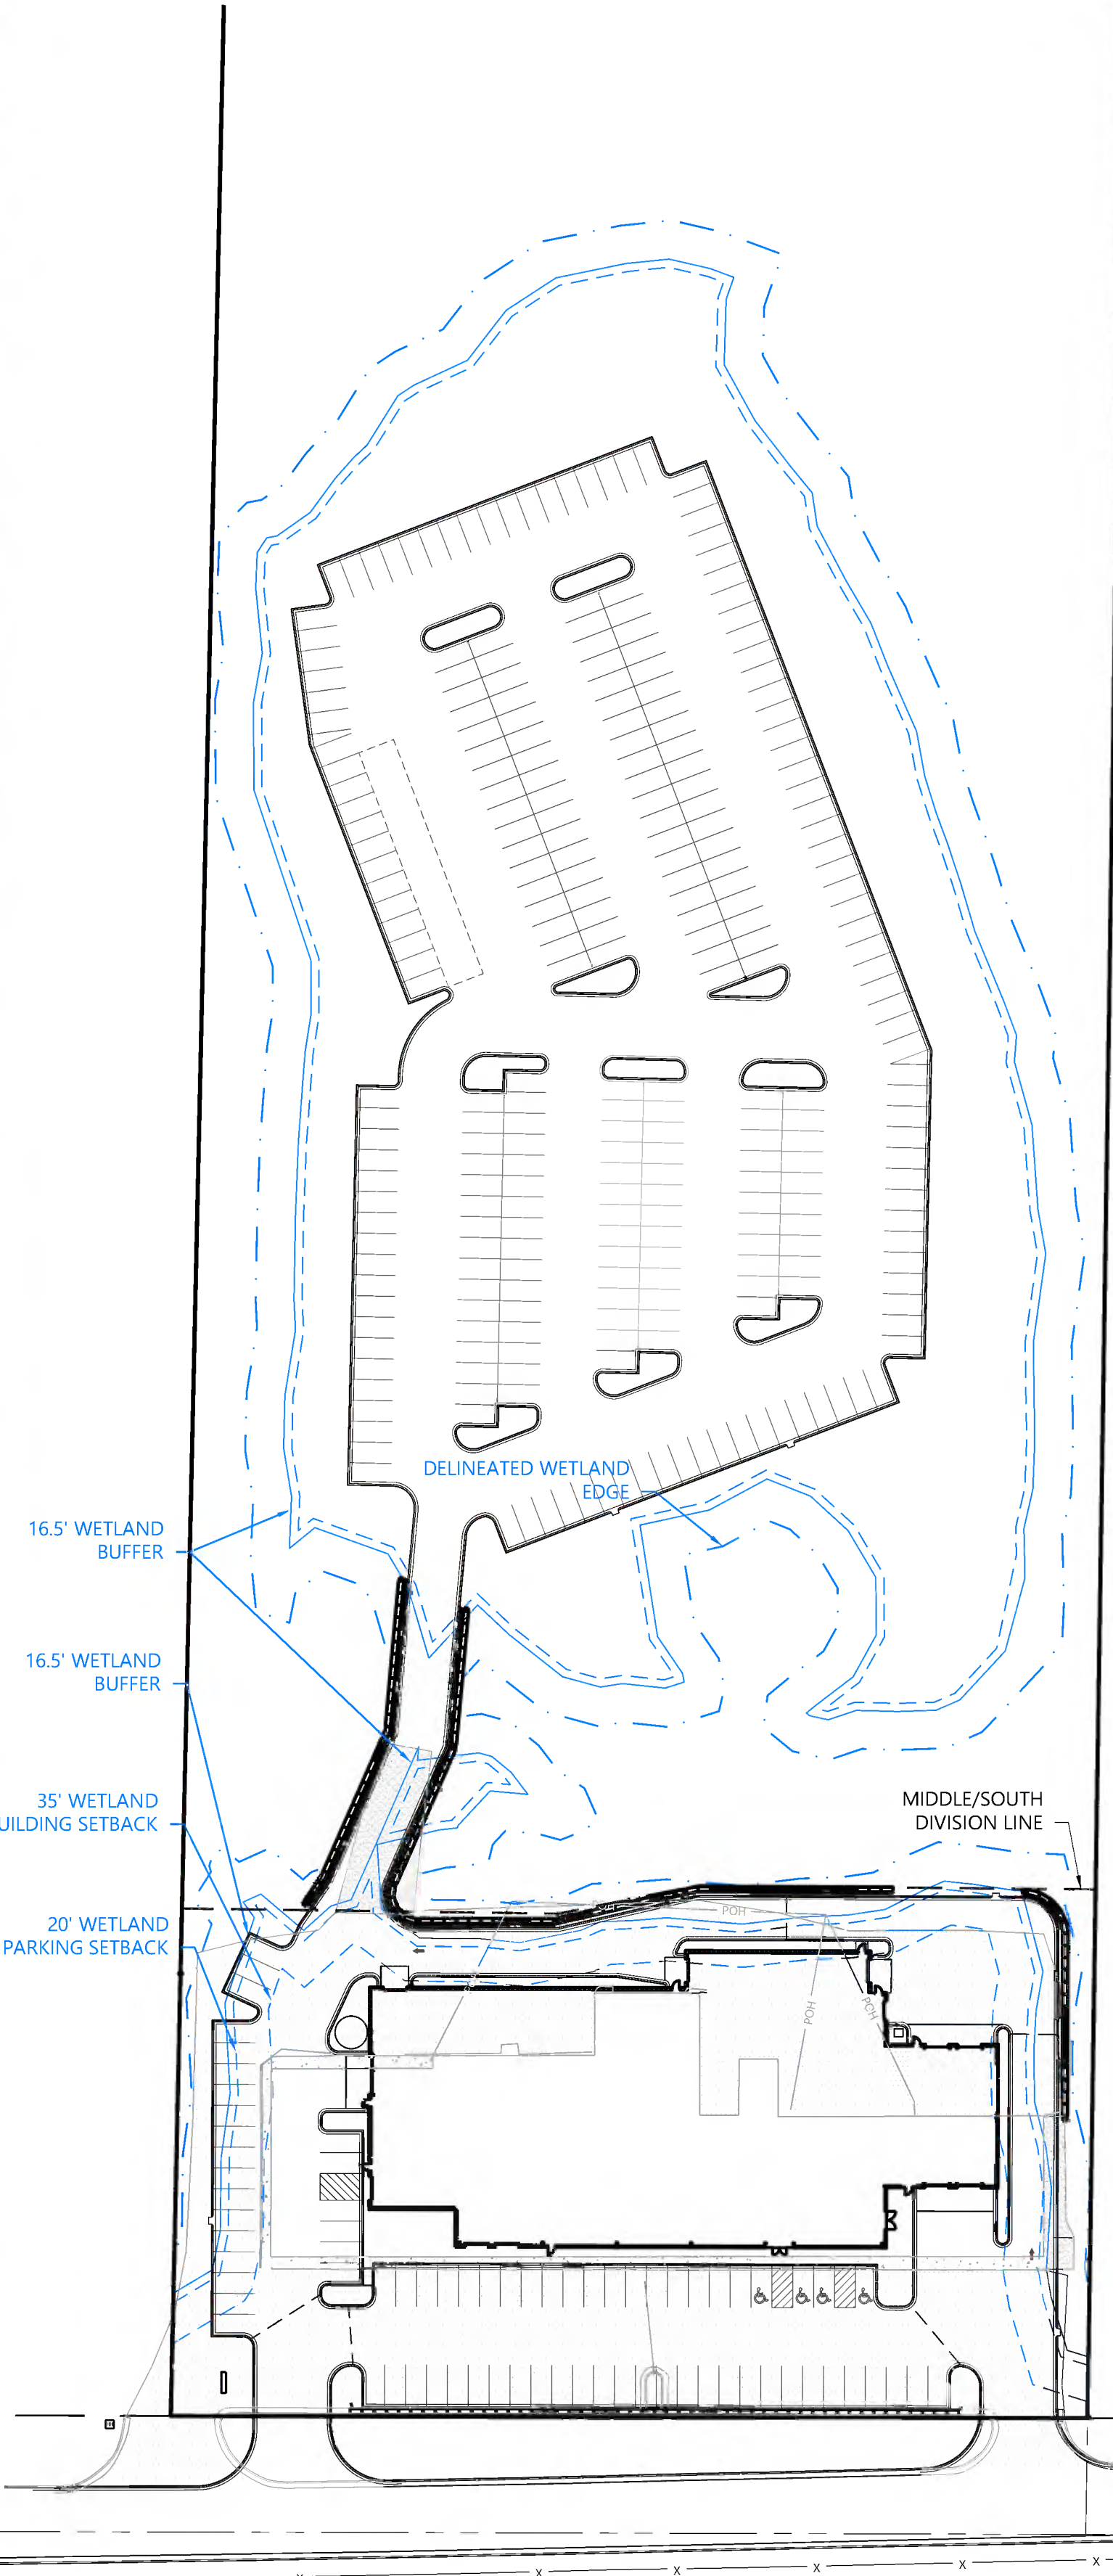 DELINEATED WETLAND
EDGE
16.5' WETLAND
BUFFER
16.5' WETLAND
BUFFER
35' WETLAND
UILDING SETBACK
MIDDLE/SOUTH
DIVISION LINE
20' WETLAND
PARKING SETBACK
POH
POH
POH
X
X
X
X
X